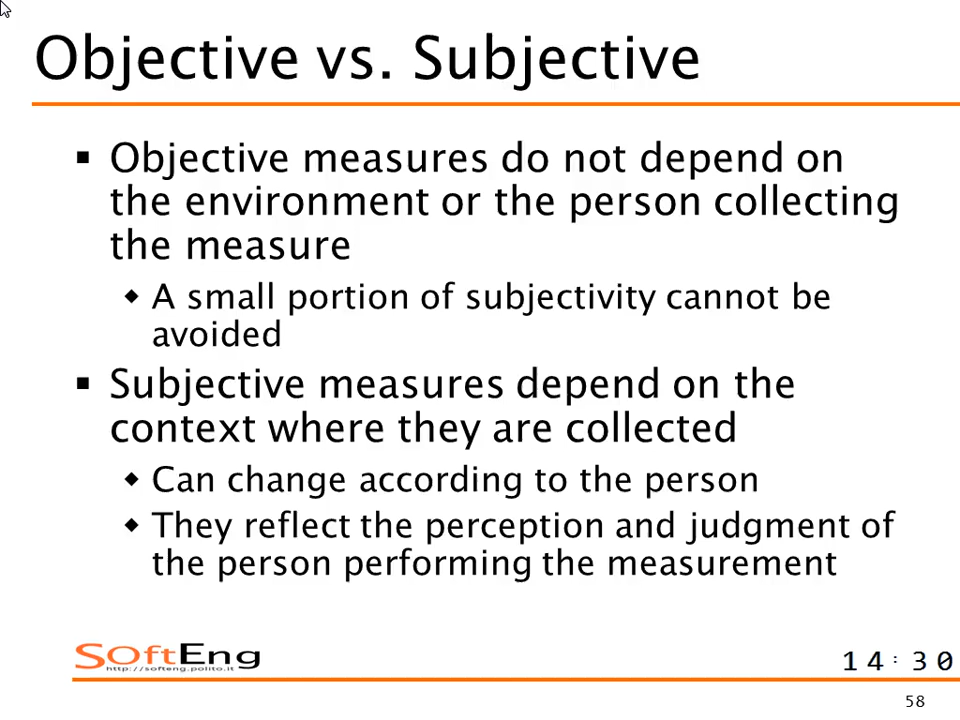 Objective vs. Subjective
Objective measures do not depend on
the environment or the person collecting
the measure
A small portion of subjectivity cannot be
avoided
Subjective measures depend on the
context where they are collected
Can change according to the person
They reflect the perception and judgment of
the person performing the measurement
SOftEng
http://softeng.polito.it
14:30
58